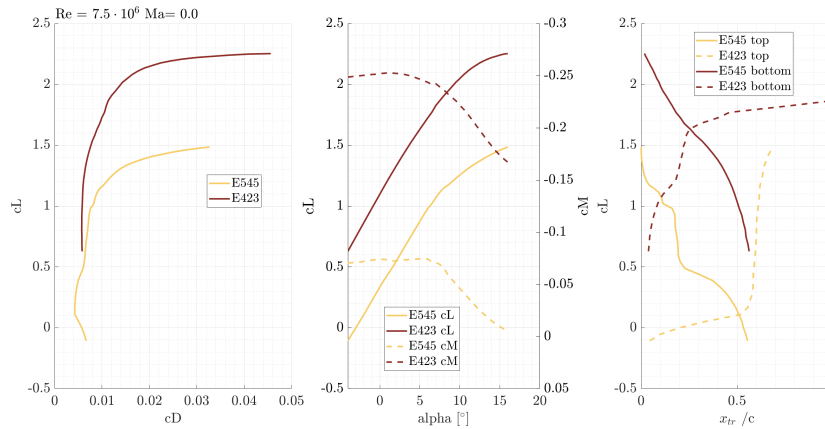 Re = 7.5 · 10⁶ Ma= 0.0
2.5
2
1.5
1
0.5
0
-0.5
cL
0
0.01
0.02
0.03
0.04
0.05
cD
E545
E423
2.5
2
1.5
1
0.5
0
-0.5
cL
0
5
10
15
20
alpha [°]
-0.3
-0.25
-0.2
-0.15
-0.1
-0.05
0
0.05
cM
E545 cL
E423 cL
E545 cM
E423 cM
2.5
2
1.5
1
0.5
0
-0.5
cL
0
0.5
x_tr /c
E545 top
E423 top
E545 bottom
E423 bottom